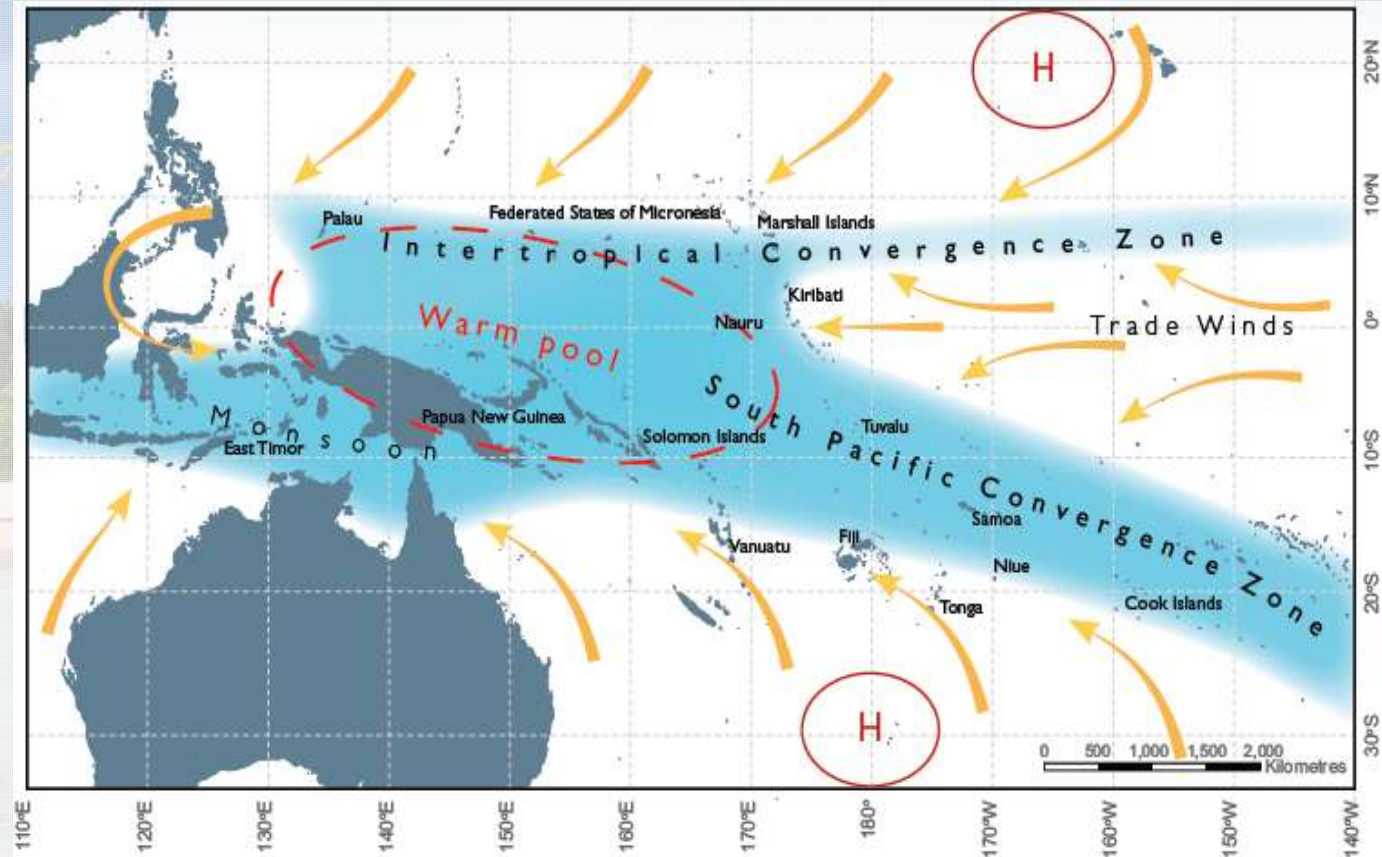 H
20°N
10°N
Palau
Federated States of Micronesia
Marshall Islands
Intertropical Convergence Zone
Kiribati
Nauru
Warm pool
0°
Trade Winds
South Pacific Convergence Zone
Monsoon
East Timor
Papua New Guinea
Solomon Islands
Tuvalu
10°S
Samoa
Vanuatu
Fiji
Niue
Tonga
Cook Islands
20°S
H
30°S
0 500 1,000 1,500 2,000
Kilometres
110°E 120°E 130°E 140°E 150°E 160°E 170°E 180° 170°W 160°W 150°W 140°W